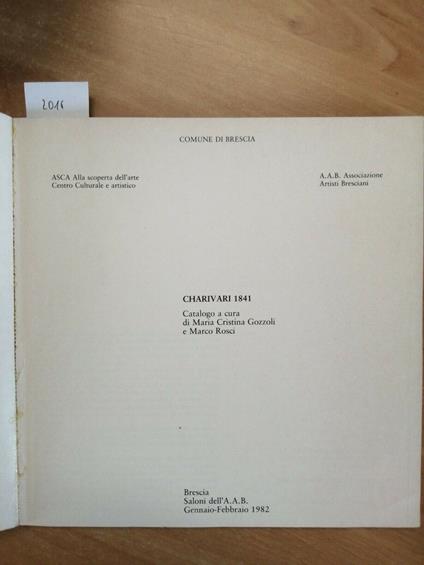 2016
COMUNE DI BRESCIA
ASCA Alla scoperta dell'arte
Centro Culturale e artistico
A.A.B. Associazione
Artisti Bresciani
CHARIVARI 1841
Catalogo a cura
di Maria Cristina Gozzoli
e Marco Rosci
Brescia
Saloni dell'A.A.B.
Gennaio-Febbraio 1982